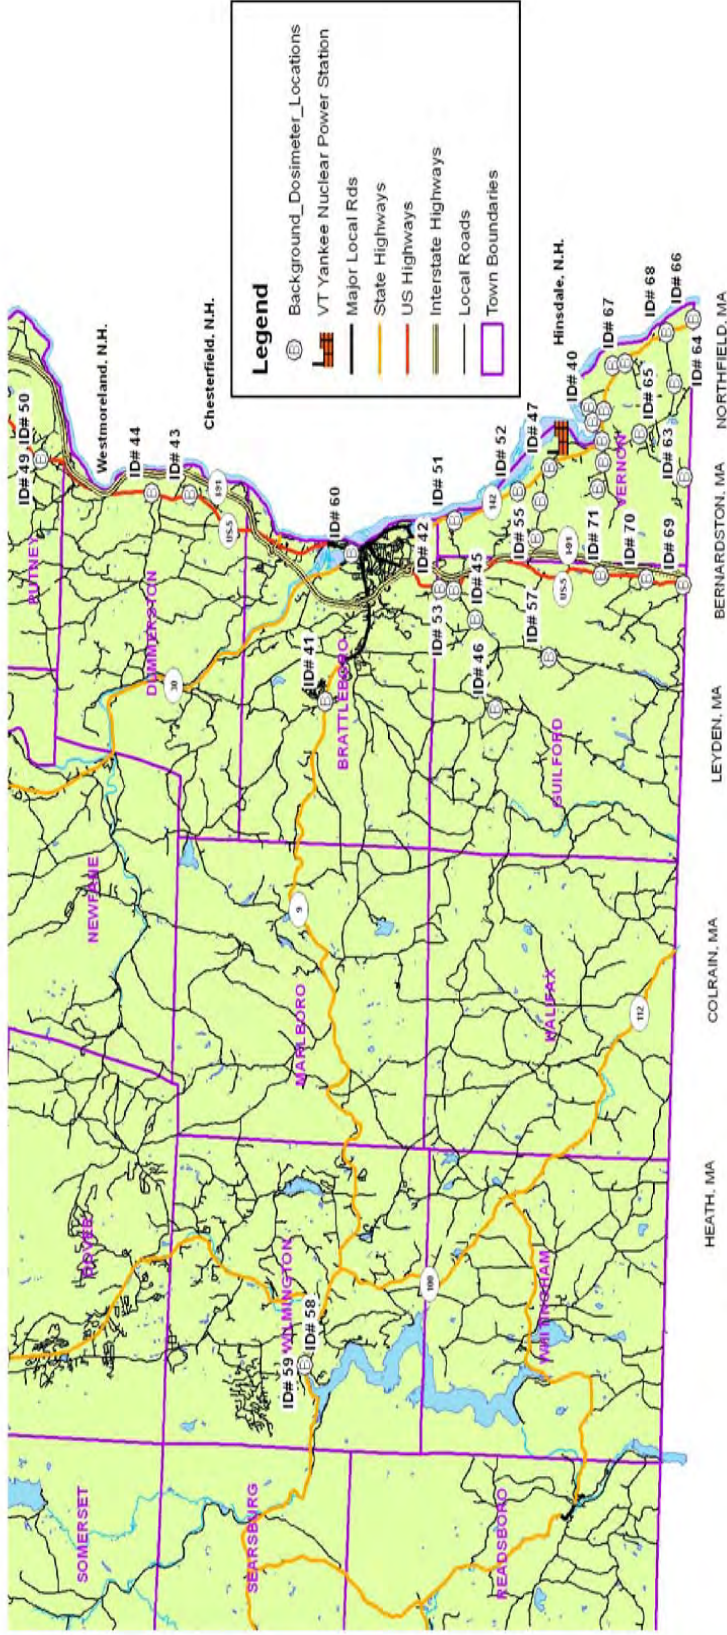 Legend
Background_Dosimeter_Locations
VT Yankee Nuclear Power Station
Major Local Rds
State Highways
US Highways
Interstate Highways
Local Roads
Town Boundaries
SOMERSET
DOVER
NEWFANE
PUTNEY
ID# 49
ID# 50
Westmoreland. N.H.
30
DUMMERSTON
ID# 44
ID# 43
I-91
US-5
Chesterfield. N.H.
SEARSBURG
WILMINGTON
ID# 59
ID# 58
MARLBORO
9
BRATTLEBORO
ID# 41
ID# 60
READSBORO
WHITINGHAM
100
HALIFAX
112
GUILFORD
ID# 42
ID# 51
ID# 53
ID# 45
ID# 46
142
ID# 52
ID# 55
ID# 47
ID# 57
I-91
US-5
Hinsdale. N.H.
ID# 40
VERNON
ID# 67
ID# 71
ID# 70
ID# 69
ID# 65
ID# 63
ID# 68
ID# 66
ID# 64
HEATH, MA
COLRAIN, MA
LEYDEN, MA
BERNARDSTON, MA
NORTHFIELD, MA